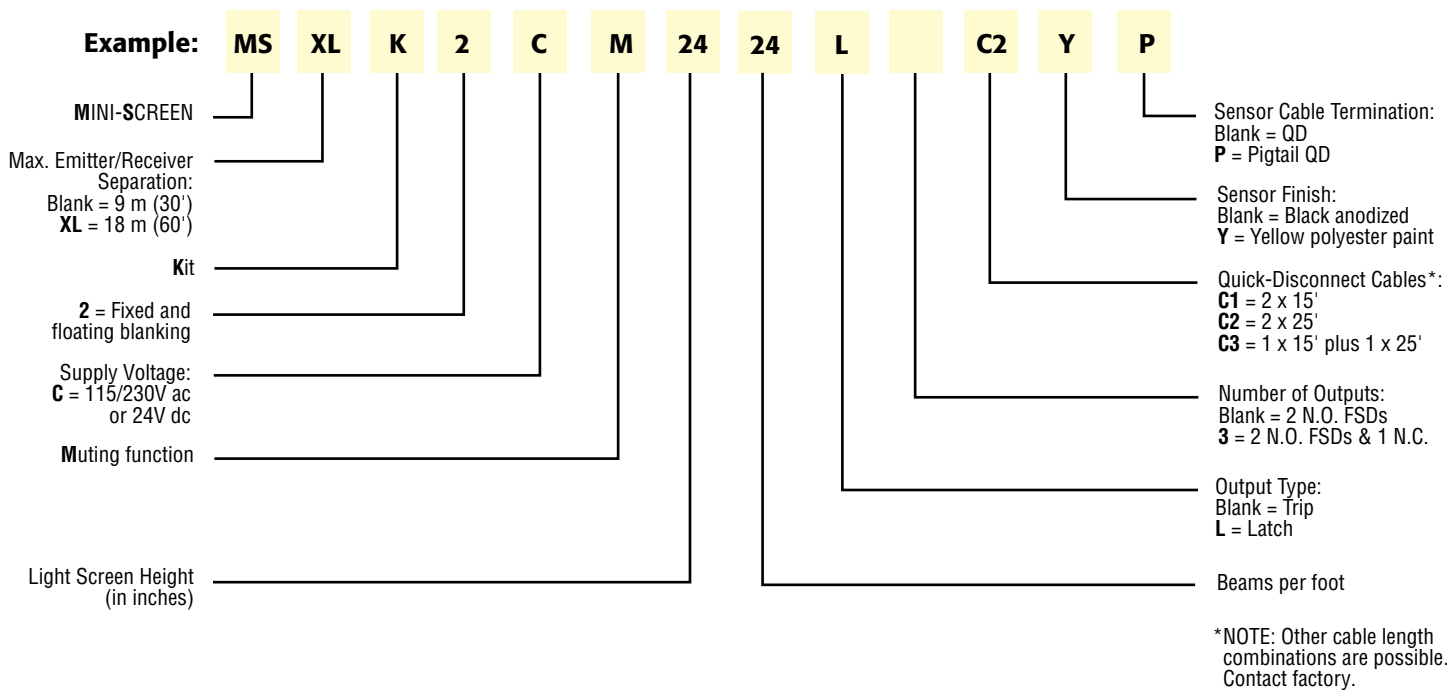 Example: MS XL K 2 C M 24 24 L C2 Y P
MINI-SCREEN
Max. Emitter/Receiver
Separation:
Blank = 9 m (30')
XL = 18 m (60')
Kit
2 = Fixed and
floating blanking
Supply Voltage:
C = 115/230V ac
or 24V dc
Muting function
Light Screen Height
(in inches)
Sensor Cable Termination:
Blank = QD
P = Pigtail QD
Sensor Finish:
Blank = Black anodized
Y = Yellow polyester paint
Quick-Disconnect Cables*:
C1 = 2 x 15'
C2 = 2 x 25'
C3 = 1 x 15' plus 1 x 25'
Number of Outputs:
Blank = 2 N.O. FSDs
3 = 2 N.O. FSDs & 1 N.C.
Output Type:
Blank = Trip
L = Latch
Beams per foot
*NOTE: Other cable length
combinations are possible.
Contact factory.